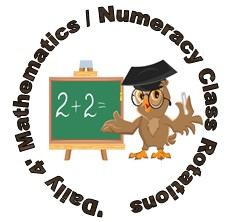 'Daily 4' Mathematics / Numeracy Class Rotations
2+2=